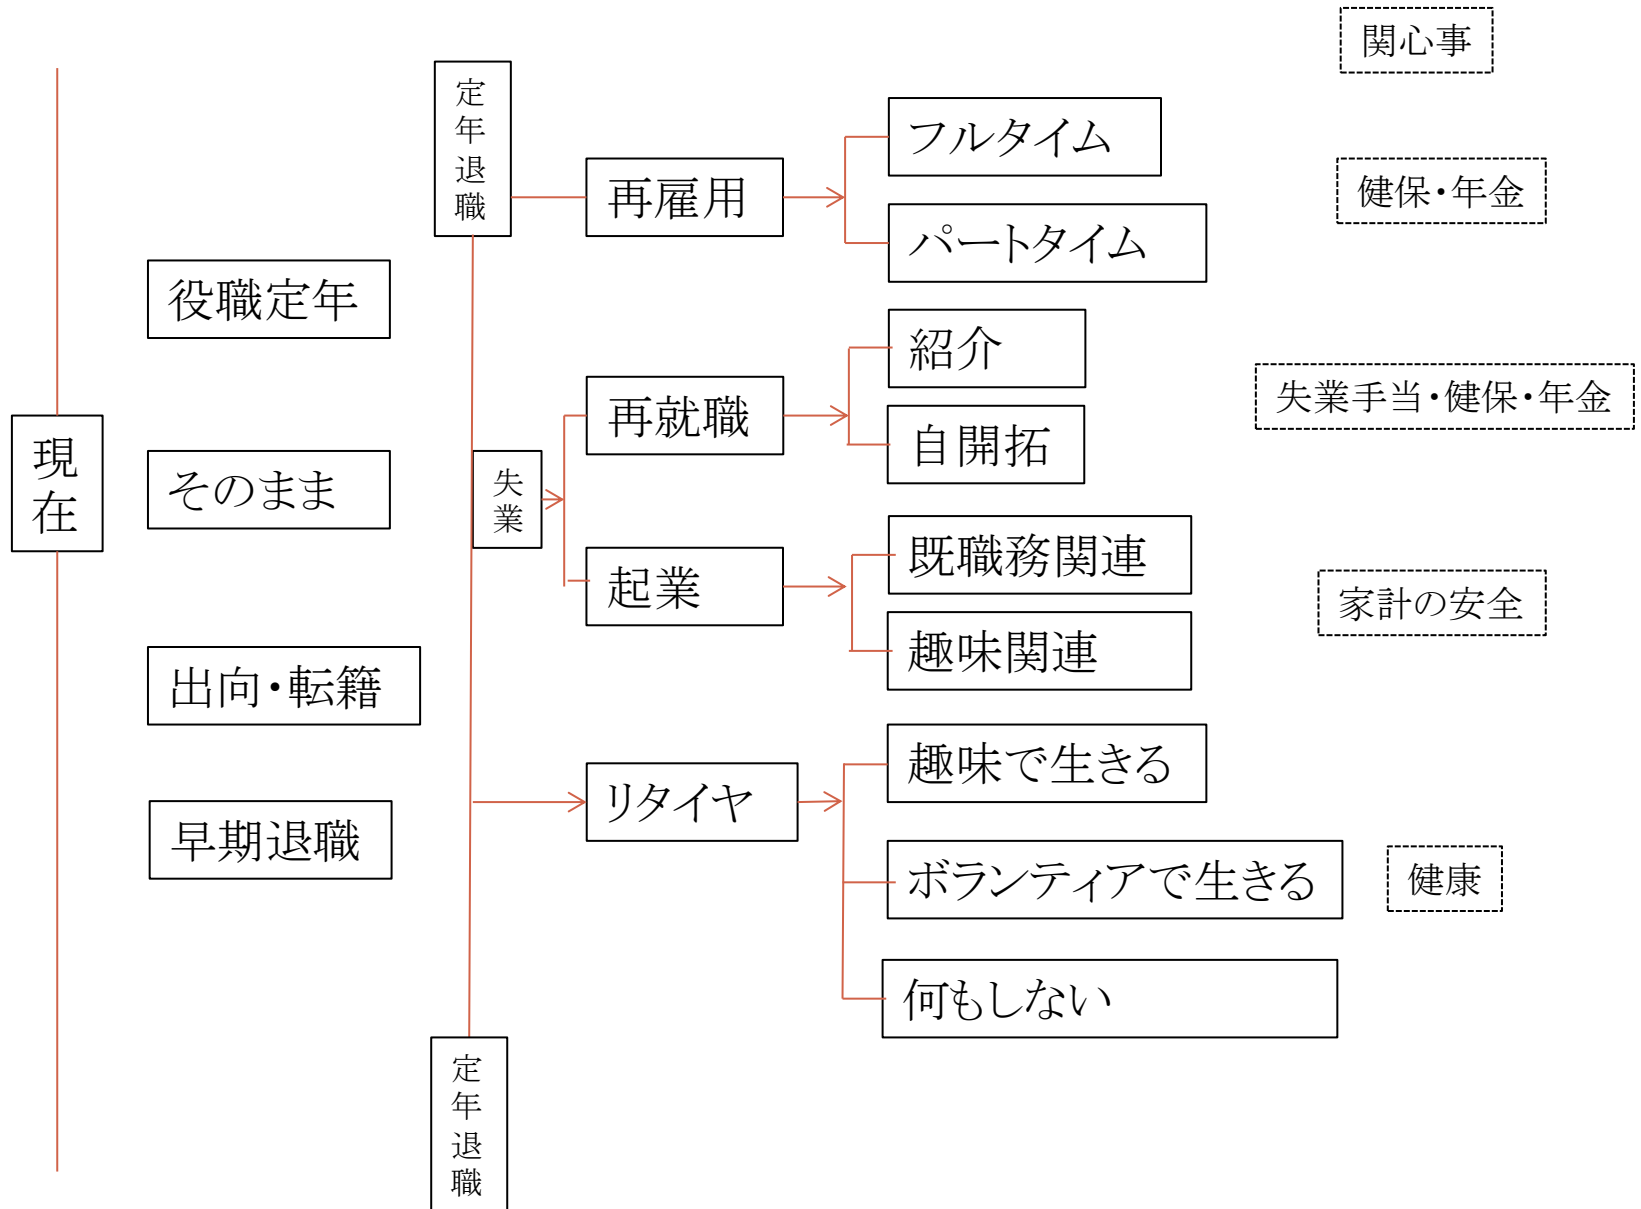 関心事
定年退職
フルタイム
再雇用
健保・年金
パートタイム
役職定年
紹介
再就職
失業手当・健保・年金
現在
自開拓
そのまま
失業
既職務関連
起業
家計の安全
趣味関連
出向・転籍
趣味で生きる
リタイヤ
早期退職
ボランティアで生きる
健康
何もしない
定年退職